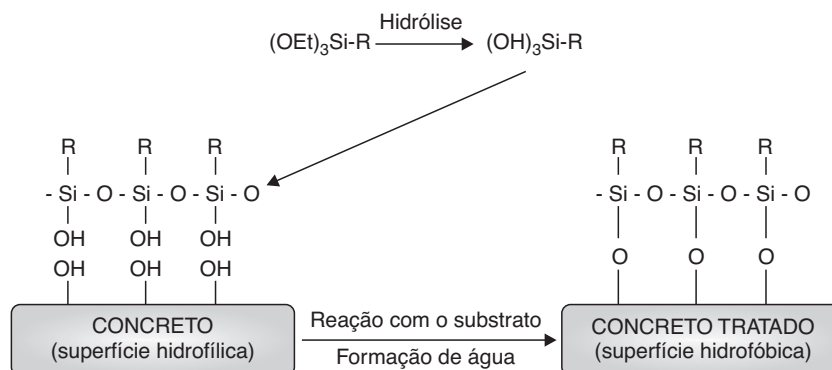 Hidrólise
(OEt)3Si-R
(OH)3Si-R
R R R
- Si - O - Si - O - Si - O
OH OH OH
OH OH OH
CONCRETO
(superfície hidrofílica)
Reação com o substrato
Formação de água
R R R
- Si - O - Si - O - Si - O
O O O
CONCRETO TRATADO
(superfície hidrofóbica)